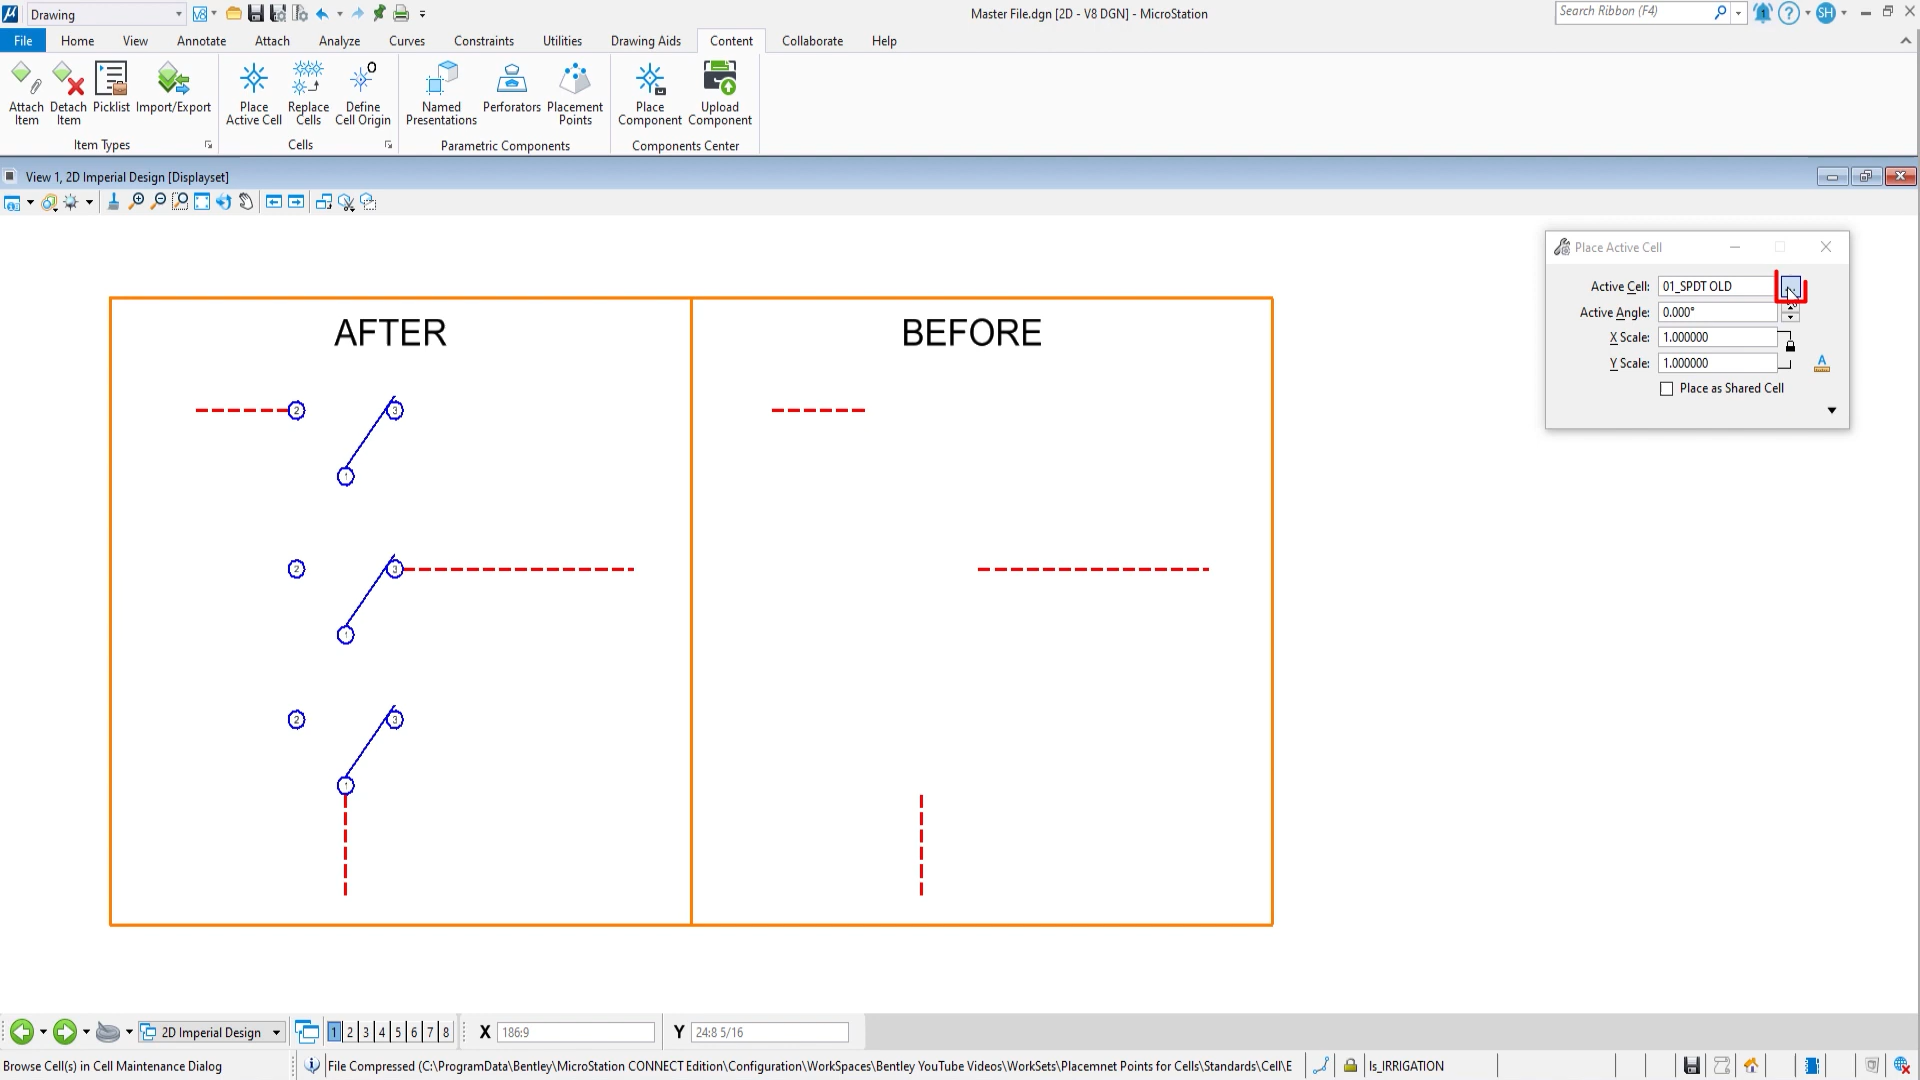 Drawing
Master File.dgn [2D - V8 DGN] - MicroStation
Search Ribbon (F4)
SH
File Home View Annotate Attach Analyze Curves Constraints Utilities Drawing Aids Content Collaborate Help
Attach Item
Detach Item
Picklist
Import/Export
Place Active Cell
Replace Cells
Define Cell Origin
Named Presentations
Perforators
Placement Points
Place Component
Upload Component
Item Types
Cells
Parametric Components
Components Center
View 1, 2D Imperial Design [Displayset]
Place Active Cell
Active Cell: 01_SPDT OLD
Active Angle: 0.000°
X Scale: 1.000000
Y Scale: 1.000000
Place as Shared Cell
AFTER
BEFORE
2 3
1
2 3
1
2 3
1
2D Imperial Design
1 2 3 4 5 6 7 8
X 186:9
Y 24:8 5/16
Browse Cell(s) in Cell Maintenance Dialog
File Compressed (C:\ProgramData\Bentley\MicroStation CONNECT Edition\Configuration\WorkSpaces\Bentley YouTube Videos\WorkSets\Placemnet Points for Cells\Standards\Cell\E
ls_IRRIGATION